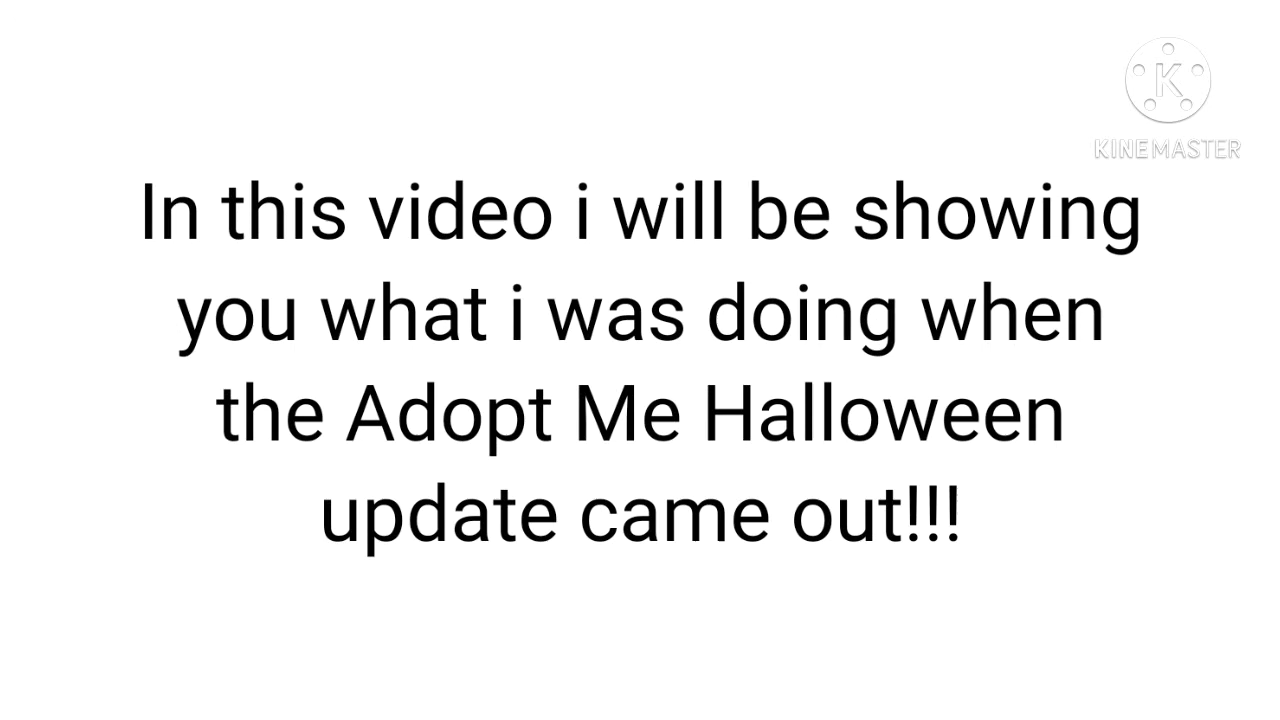 KINEMASTER
In this video i will be showing
you what i was doing when
the Adopt Me Halloween
update came out!!!